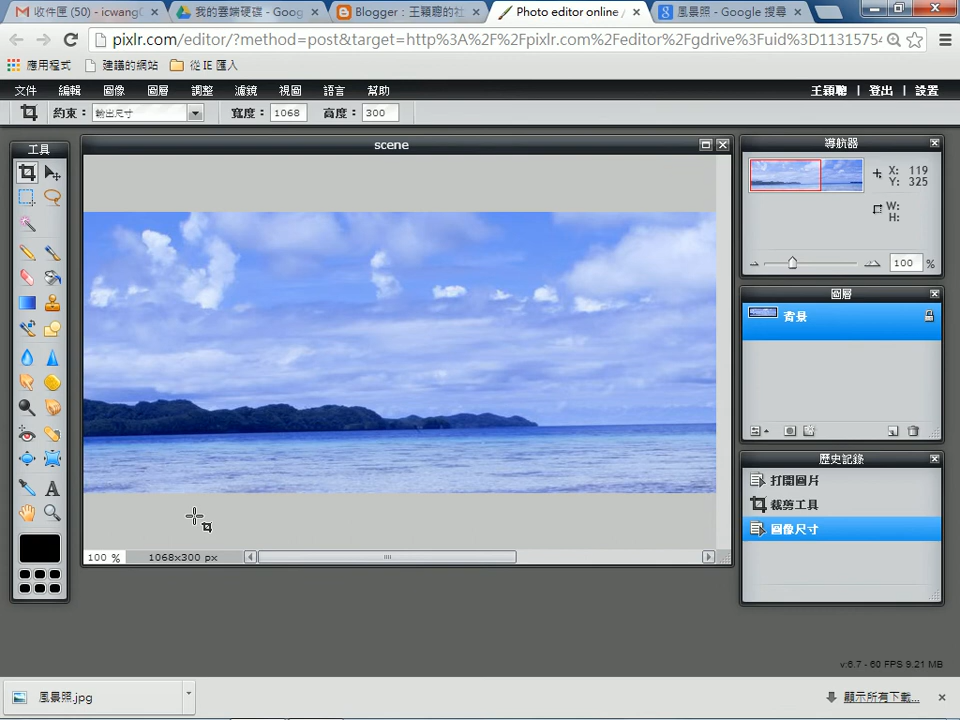 收件匣 (50) - icwang
我的雲端硬碟 - Goog
Blogger：王穎聰的社
Photo editor online /
風景照 - Google 搜尋
pixlr.com/editor/?method=post&target=http%3A%2F%2Fpixlr.com%2Feditor%2Fgdrive%3Fuid%3D11315754
應用程式
建議的網站
從 IE 匯入
文件 編輯 圖像 圖層 調整 濾鏡 視圖 語言 幫助
王穎聰 | 登出 | 設置
約束： 輸出尺寸 寬度： 1068 高度： 300
工具
scene
導航器
X: 119
Y: 325
W:
H:
100 %
圖層
背景
歷史記錄
打開圖片
裁剪工具
圖像尺寸
A
100 % 1068x300 px
v:6.7 - 60 FPS 9.21 MB
風景照.jpg
顯示所有下載...